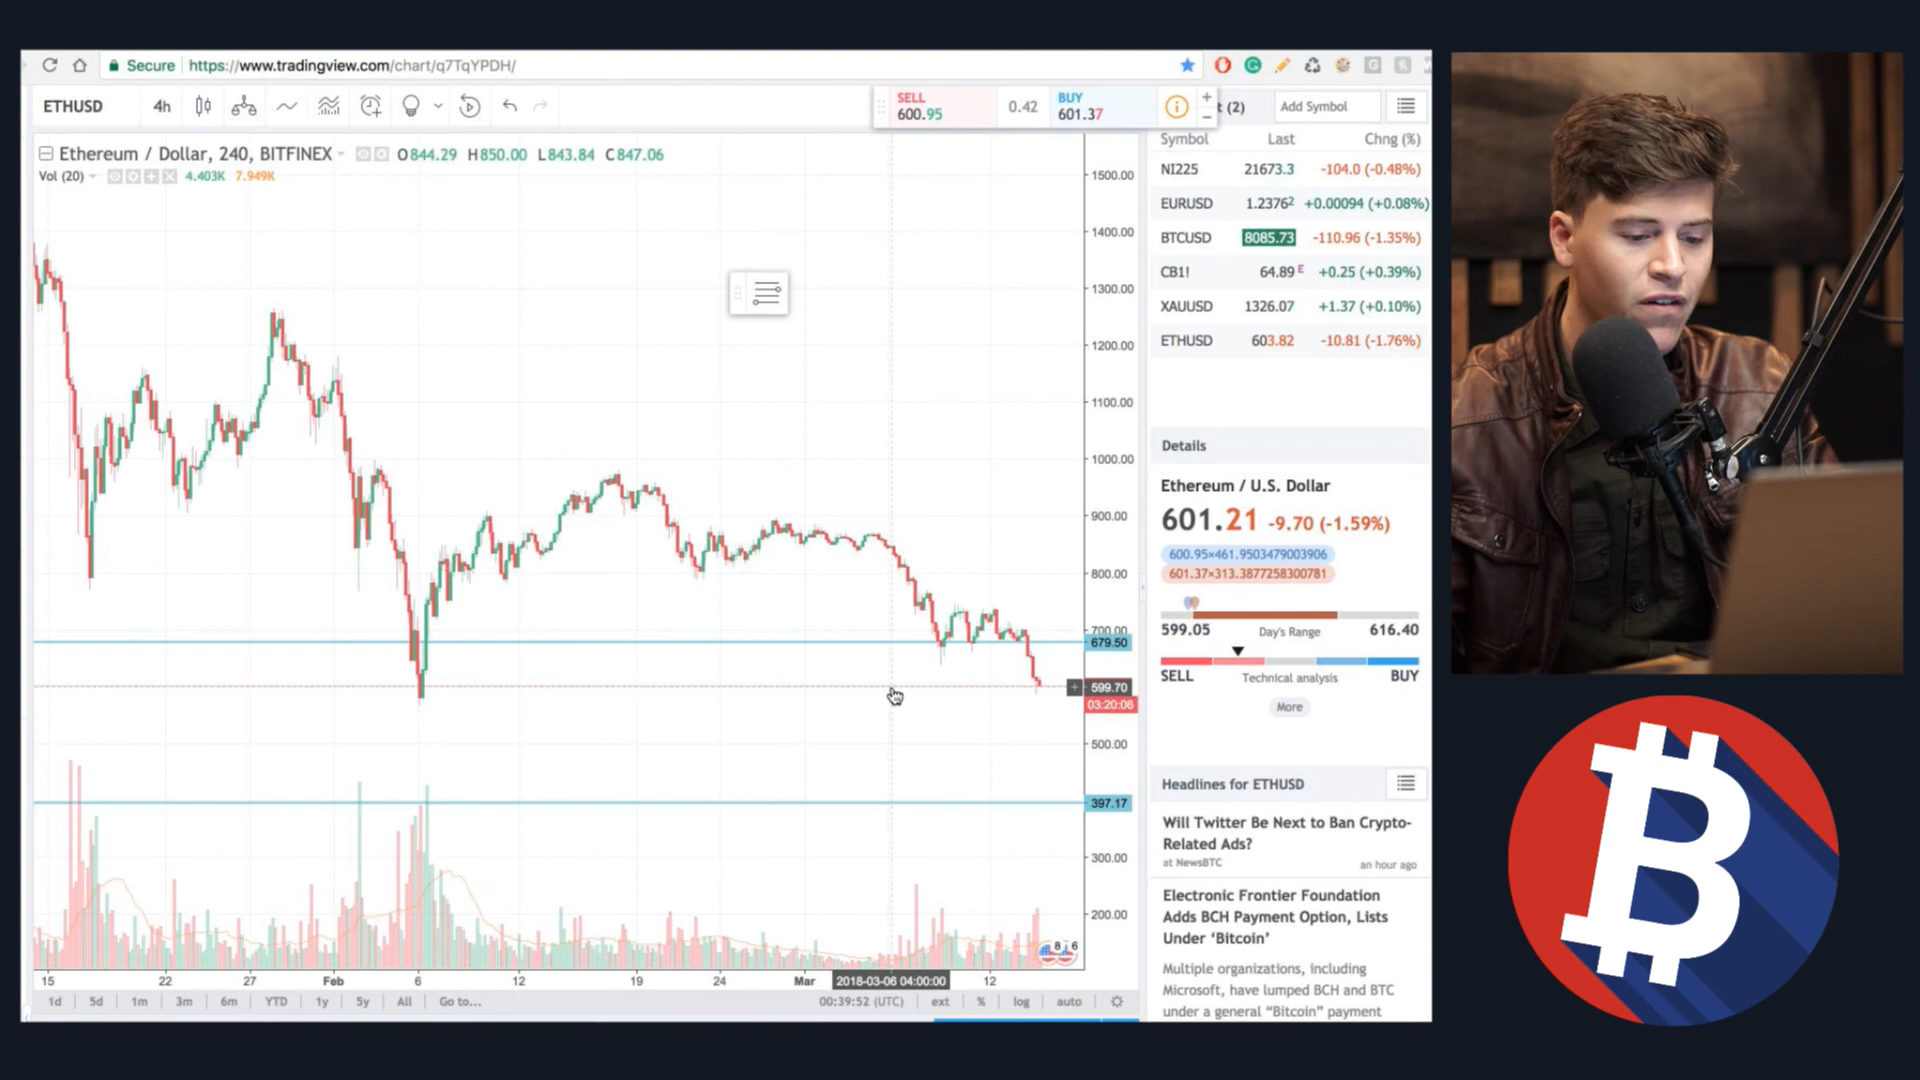 Secure https://www.tradingview.com/chart/q7TqYPDH/
ETHUSD 4h
SELL
600.95
0.42
BUY
601.37
t (2)
Add Symbol
Ethereum / Dollar, 240, BITFINEX O844.29 H850.00 L843.84 C847.06
Vol (20) 4.403K 7.949K
1500.00
1400.00
1300.00
1200.00
1100.00
1000.00
900.00
800.00
700.00
679.50
599.70
03:20:06
500.00
397.17
300.00
200.00
8 6
15 22 27 Feb 6 12 19 24 Mar 2018-03-06 04:00:00 12
1d 5d 1m 3m 6m YTD 1y 5y All Go to... 00:39:52 (UTC) ext % log auto
Symbol Last Chng (%)
NI225 21673.3 -104.0 (-0.48%)
EURUSD 1.2376² +0.00094 (+0.08%)
BTCUSD 8085.73 -110.96 (-1.35%)
CB1! 64.89 E +0.25 (+0.39%)
XAUUSD 1326.07 +1.37 (+0.10%)
ETHUSD 603.82 -10.81 (-1.76%)
Details
Ethereum / U.S. Dollar
601.21 -9.70 (-1.59%)
600.95×461.9503479003906
601.37×313.3877258300781
599.05 Day's Range 616.40
SELL Technical analysis BUY
More
Headlines for ETHUSD
Will Twitter Be Next to Ban Crypto-
Related Ads?
at NewsBTC an hour ago
Electronic Frontier Foundation
Adds BCH Payment Option, Lists
Under ‘Bitcoin’
Multiple organizations, including
Microsoft, have lumped BCH and BTC
under a general “Bitcoin” payment